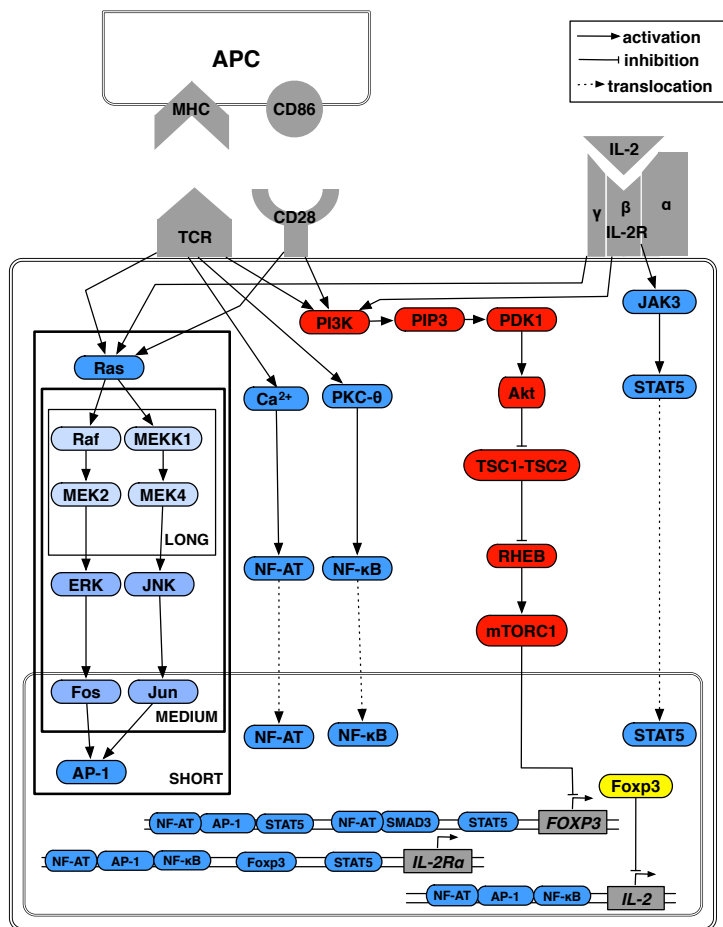 activation
inhibition
translocation
APC
MHC
CD86
IL-2
TCR
CD28
γ
β
α
IL-2R
PI3K
PIP3
PDK1
JAK3
Ras
Ca²⁺
PKC-θ
Akt
STAT5
Raf
MEKK1
TSC1-TSC2
MEK2
MEK4
LONG
NF-AT
NF-κB
RHEB
ERK
JNK
mTORC1
Fos
Jun
MEDIUM
NF-AT
NF-κB
STAT5
AP-1
SHORT
Foxp3
NF-AT
AP-1
STAT5
NF-AT
SMAD3
STAT5
FOXP3
NF-AT
AP-1
NF-κB
Foxp3
STAT5
IL-2Rα
NF-AT
AP-1
NF-κB
IL-2